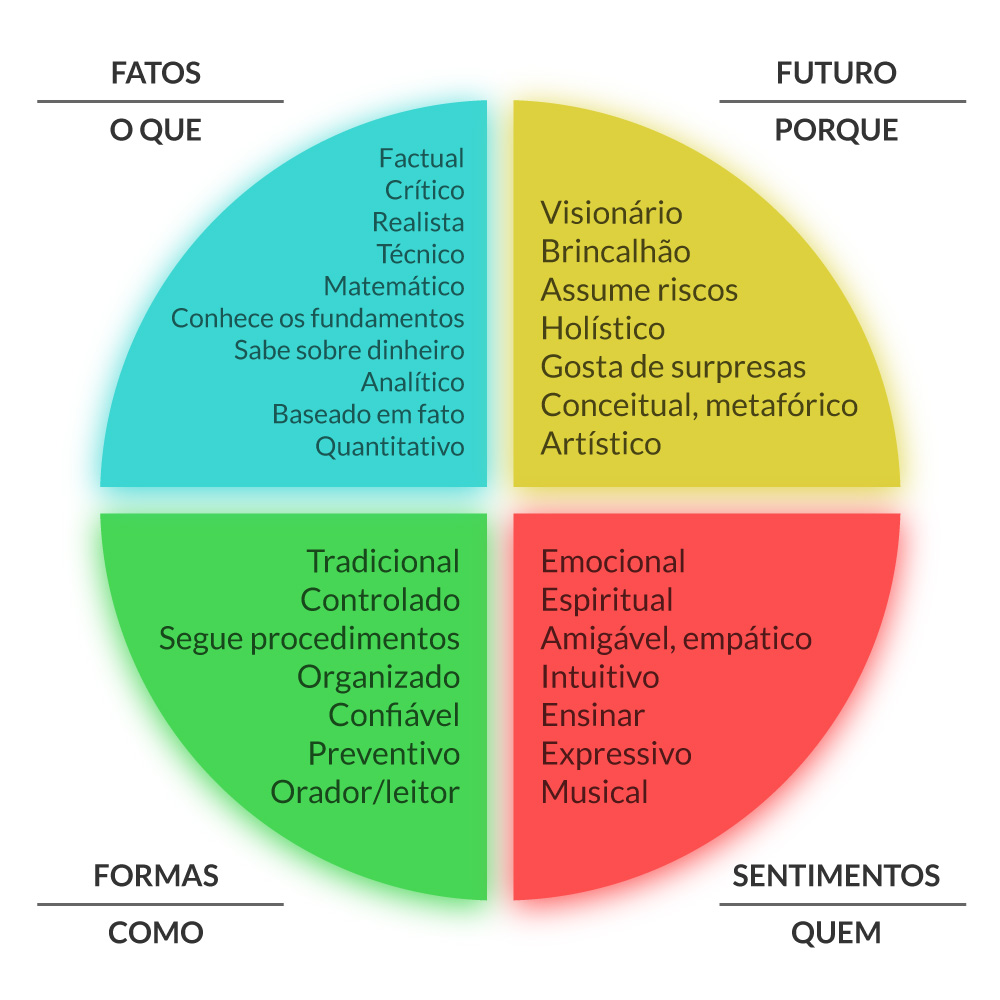 FATOS
O QUE
Factual
Crítico
Realista
Técnico
Matemático
Conhece os fundamentos
Sabe sobre dinheiro
Analítico
Baseado em fato
Quantitativo
FUTURO
PORQUE
Visionário
Brincalhão
Assume riscos
Holístico
Gosta de surpresas
Conceitual, metafórico
Artístico
Tradicional
Controlado
Segue procedimentos
Organizado
Confiável
Preventivo
Orador/leitor
FORMAS
COMO
Emocional
Espiritual
Amigável, empático
Intuitivo
Ensinar
Expressivo
Musical
SENTIMENTOS
QUEM